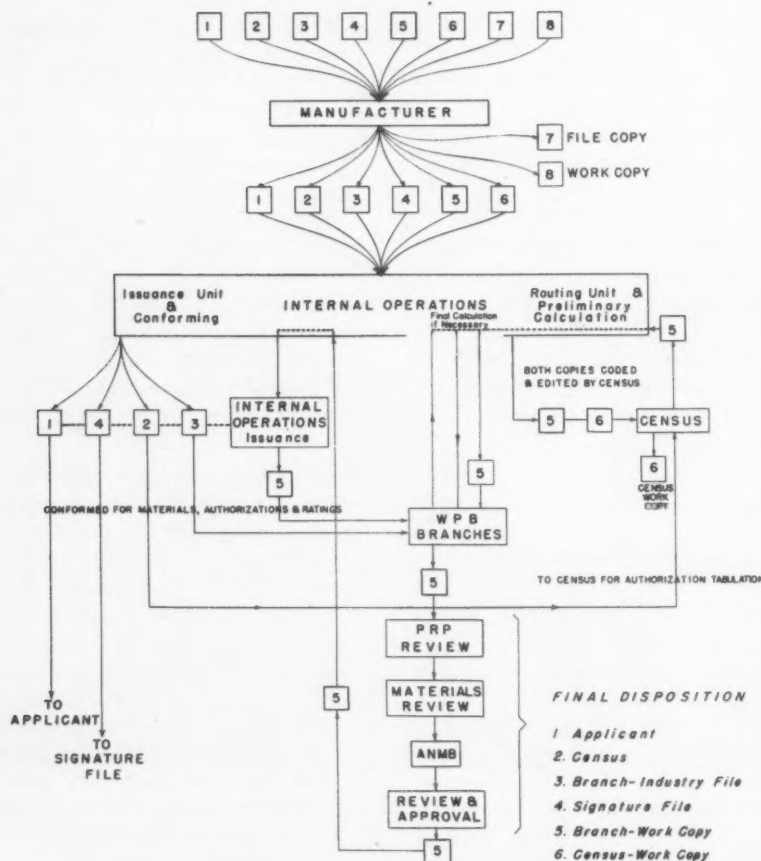 1 2 3 4 5 6 7 8
MANUFACTURER
7 FILE COPY
8 WORK COPY
1 2 3 4 5 6
Issuance Unit
&
Conforming
INTERNAL OPERATIONS
Routing Unit &
Preliminary
Calculation
Final Calculation
if Necessary
5
BOTH COPIES CODED
& EDITED BY CENSUS
1 4 2 3
INTERNAL
OPERATIONS
Issuance
5 6 CENSUS
5
5
6
CENSUS
WORK
COPY
CONFORMED FOR MATERIALS, AUTHORIZATIONS & RATINGS
WPB
BRANCHES
5
TO CENSUS FOR AUTHORIZATION TABULATION
PRP
REVIEW
5
MATERIALS
REVIEW
TO
APPLICANT
TO
SIGNATURE
FILE
ANMB
REVIEW &
APPROVAL
5
FINAL DISPOSITION
1 Applicant
2. Census
3. Branch-Industry File
4. Signature File
5. Branch-Work Copy
6. Census-Work Copy